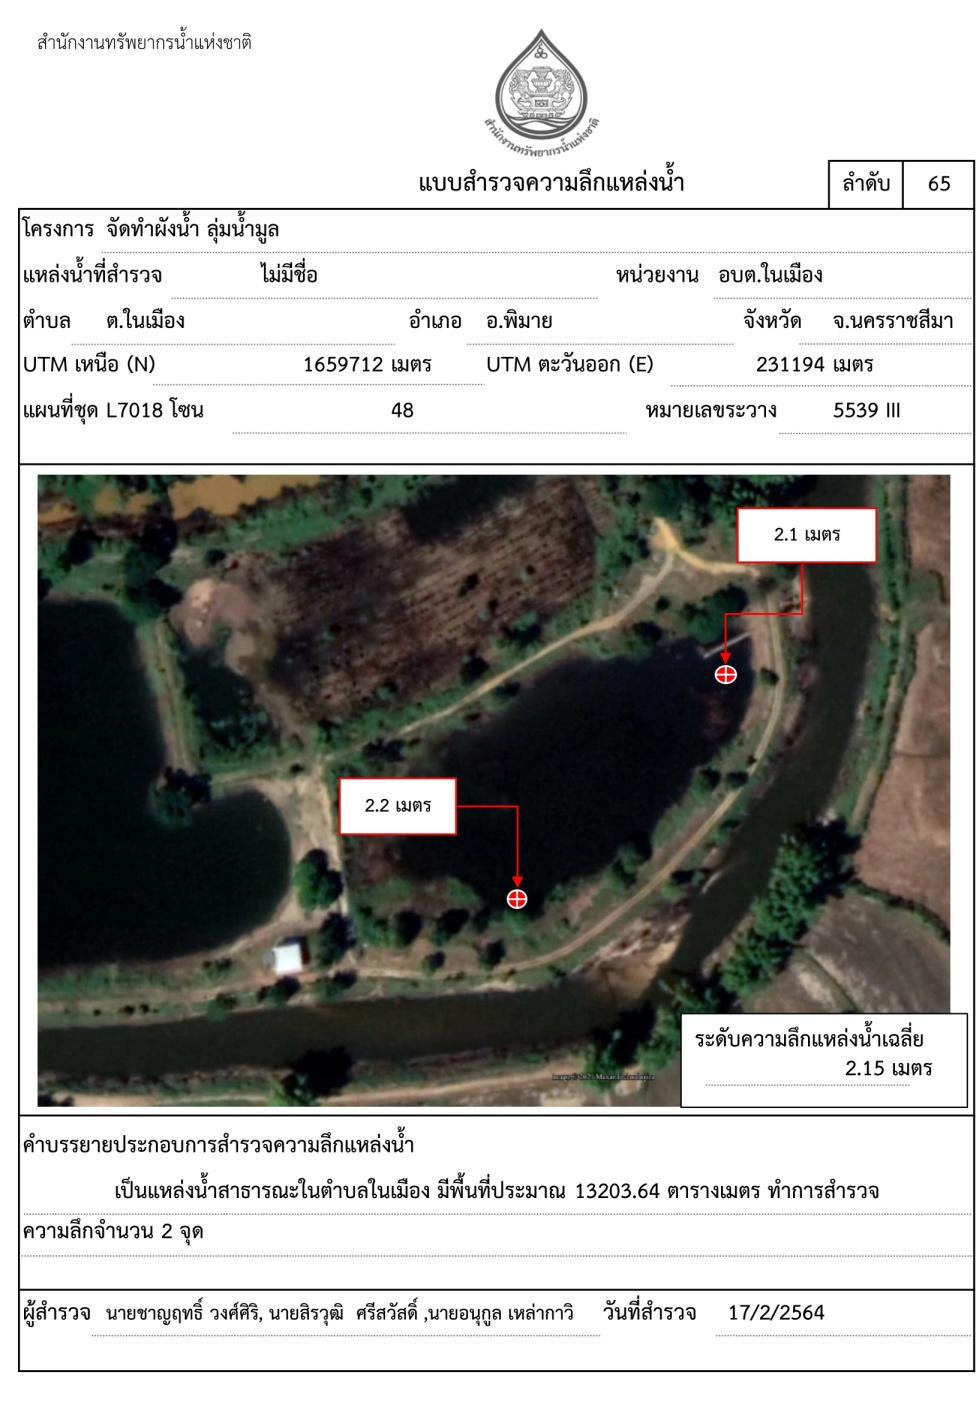 สำนักงานทรัพยากรน้ำแห่งชาติ
สำนักงานทรัพยากรน้ำแห่งชาติ
แบบสำรวจความลึกแหล่งน้ำ
ลำดับ 65
โครงการ จัดทำผังน้ำ ลุ่มน้ำมูล
แหล่งน้ำที่สำรวจ ไม่มีชื่อ หน่วยงาน อบต.ในเมือง
ตำบล ต.ในเมือง อำเภอ อ.พิมาย จังหวัด จ.นครราชสีมา
UTM เหนือ (N) 1659712 เมตร UTM ตะวันออก (E) 231194 เมตร
แผนที่ชุด L7018 โซน 48 หมายเลขระวาง 5539 III
2.1 เมตร
2.2 เมตร
ระดับความลึกแหล่งน้ำเฉลี่ย
2.15 เมตร
คำบรรยายประกอบการสำรวจความลึกแหล่งน้ำ
เป็นแหล่งน้ำสาธารณะในตำบลในเมือง มีพื้นที่ประมาณ 13203.64 ตารางเมตร ทำการสำรวจ
ความลึกจำนวน 2 จุด
ผู้สำรวจ นายชาญฤทธิ์ วงศ์ศิริ, นายสิรวุฒิ ศรีสวัสดิ์ ,นายอนุกูล เหล่ากาวิ วันที่สำรวจ 17/2/2564